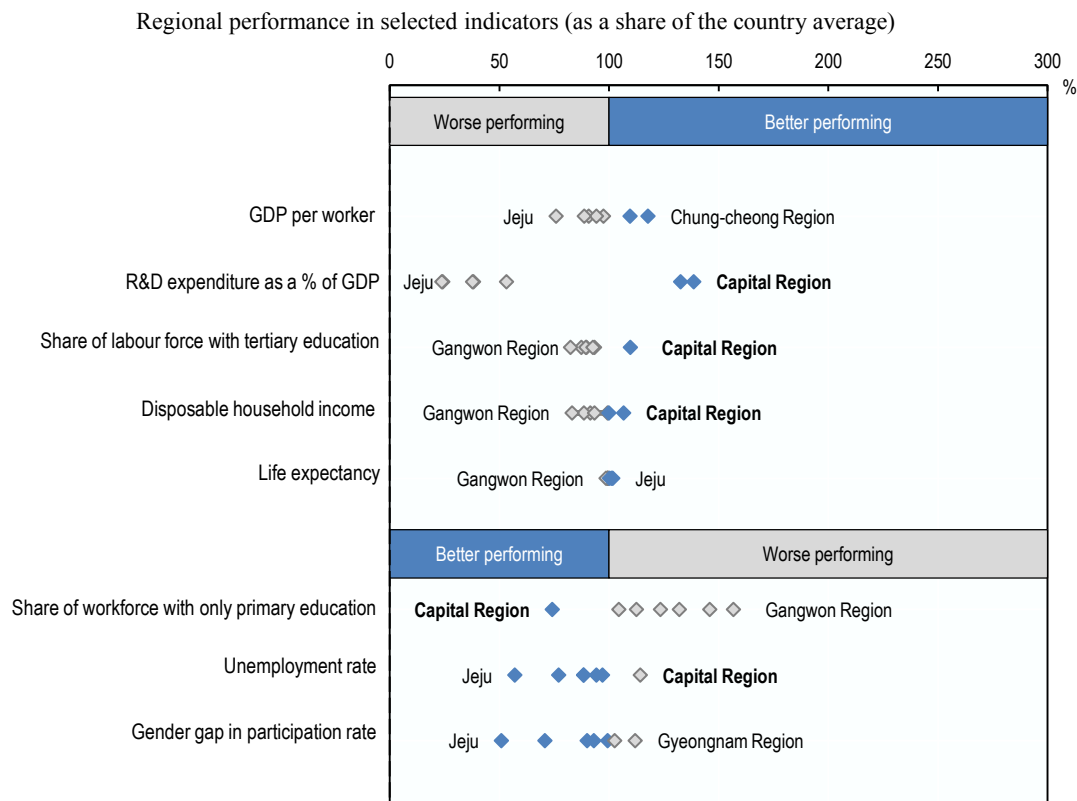 Regional performance in selected indicators (as a share of the country average)
0 50 100 150 200 250 300
%
Worse performing Better performing
GDP per worker Jeju Chung-cheong Region
R&D expenditure as a % of GDP Jeju Capital Region
Share of labour force with tertiary education Gangwon Region Capital Region
Disposable household income Gangwon Region Capital Region
Life expectancy Gangwon Region Jeju
Better performing Worse performing
Share of workforce with only primary education Capital Region Gangwon Region
Unemployment rate Jeju Capital Region
Gender gap in participation rate Jeju Gyeongnam Region